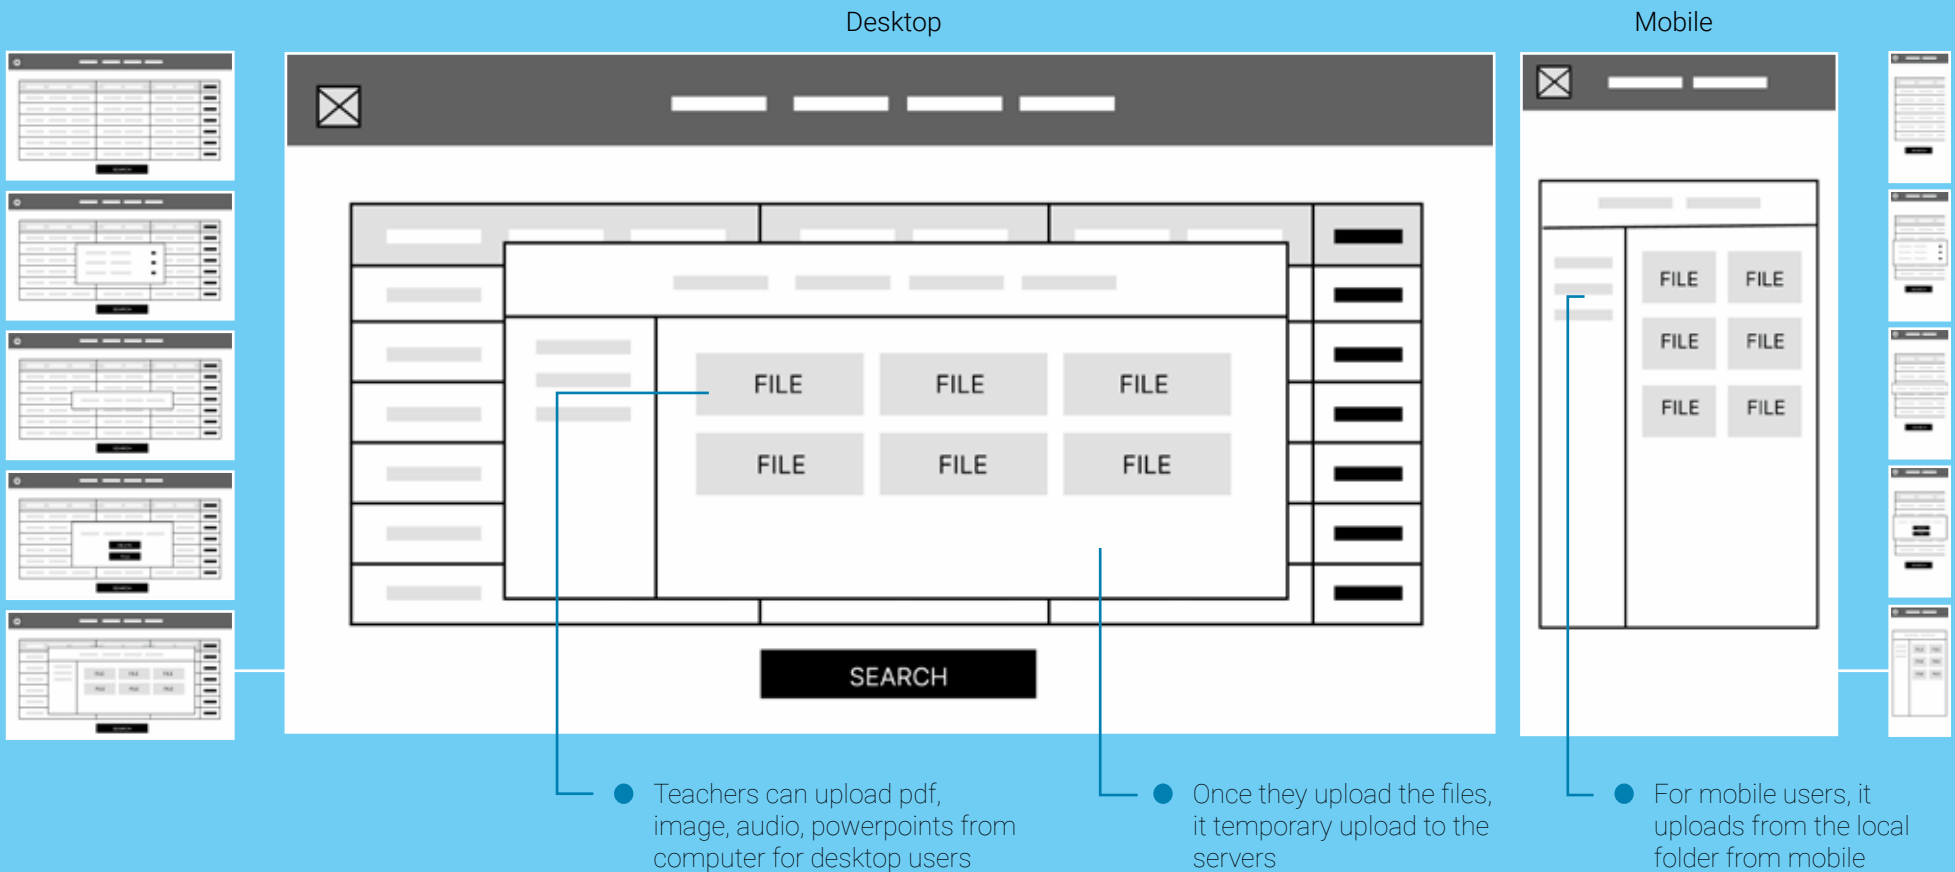 Desktop
Mobile
FILE FILE FILE
FILE FILE FILE
SEARCH
FILE FILE
FILE FILE
FILE FILE
Teachers can upload pdf,
image, audio, powerpoints from
computer for desktop users
Once they upload the files,
it temporary upload to the
servers
For mobile users, it
uploads from the local
folder from mobile